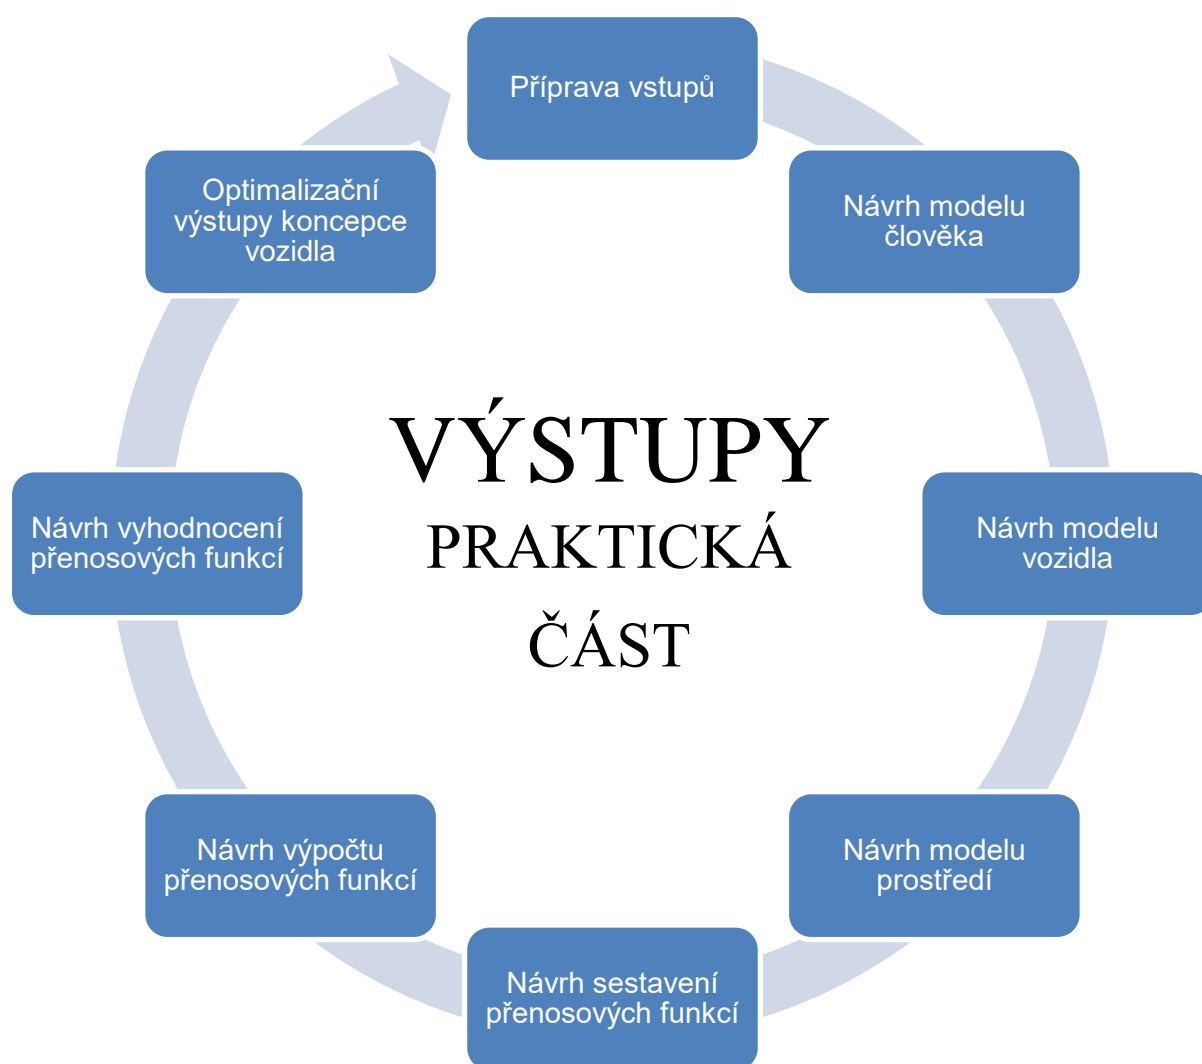 Příprava vstupů
Návrh modelu
člověka
Návrh modelu
vozidla
Návrh modelu
prostředí
Návrh sestavení
přenosových funkcí
Návrh výpočtu
přenosových funkcí
Návrh vyhodnocení
přenosových funkcí
Optimalizační
výstupy koncepce
vozidla
VÝSTUPY
PRAKTICKÁ
ČÁST